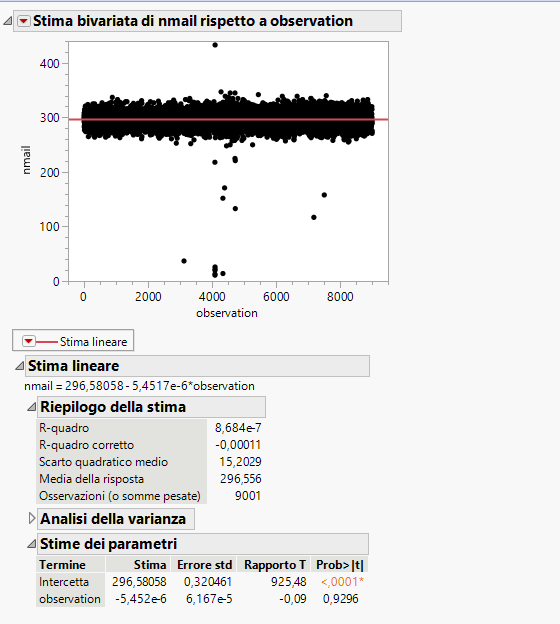 Stima bivariata di nmail rispetto a observation
400
300
200
100
0
nmail
0 2000 4000 6000 8000
observation
Stima lineare
Stima lineare
nmail = 296,58058 - 5,4517e-6*observation
Riepilogo della stima
R-quadro 8,684e-7
R-quadro corretto -0,00011
Scarto quadratico medio 15,2029
Media della risposta 296,556
Osservazioni (o somme pesate) 9001
Analisi della varianza
Stime dei parametri
Termine Stima Errore std Rapporto T Prob>|t|
Intercetta 296,58058 0,320461 925,48 <,0001*
observation -5,452e-6 6,167e-5 -0,09 0,9296